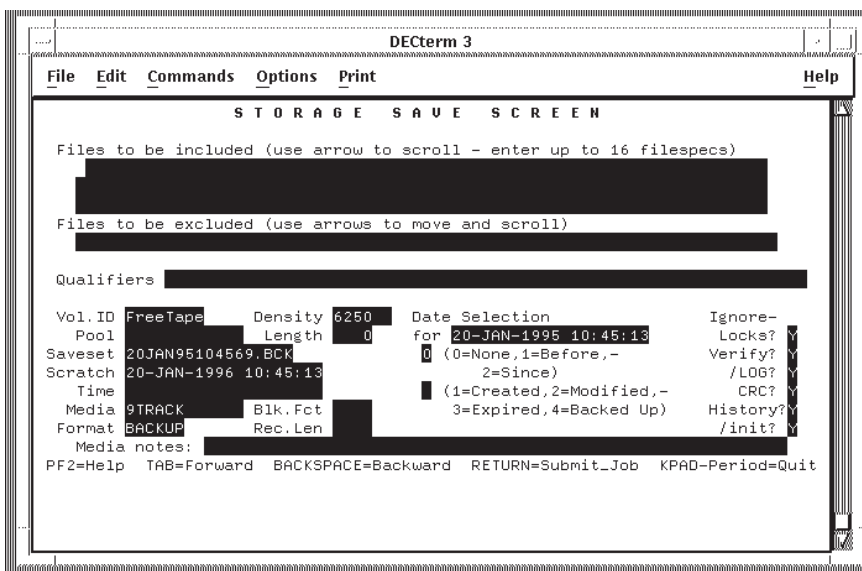 DECterm 3
File Edit Commands Options Print Help
S T O R A G E S A V E S C R E E N
Files to be included (use arrow to scroll - enter up to 16 filespecs)
Files to be excluded (use arrows to move and scroll)
Qualifiers
Vol.ID FreeTape Density 6250 Date Selection Ignore-
Pool Length 0 for 20-JAN-1995 10:45:13 Locks? Y
Saveset 20JAN95104569.BCK 0 (0=None,1=Before,- Verify? Y
Scratch 20-JAN-1996 10:45:13 2=Since) /LOG? Y
Time (1=Created,2=Modified,- CRC? Y
Media 9TRACK Blk.Fct 3=Expired,4=Backed Up) History? Y
Format BACKUP Rec.Len /init? Y
Media notes:
PF2=Help TAB=Forward BACKSPACE=Backward RETURN=Submit_Job KPAD-Period=Quit